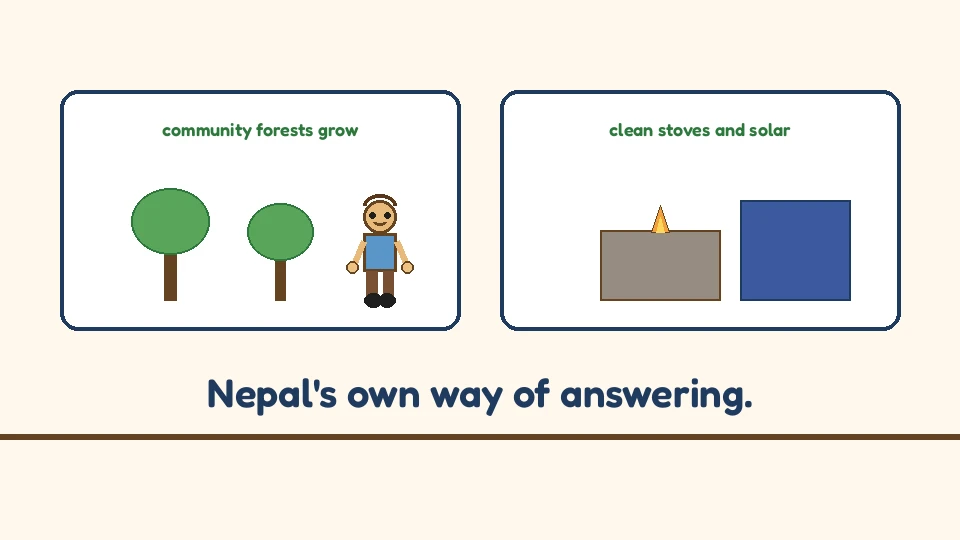 community forests grow
clean stoves and solar
Nepal's own way of answering.